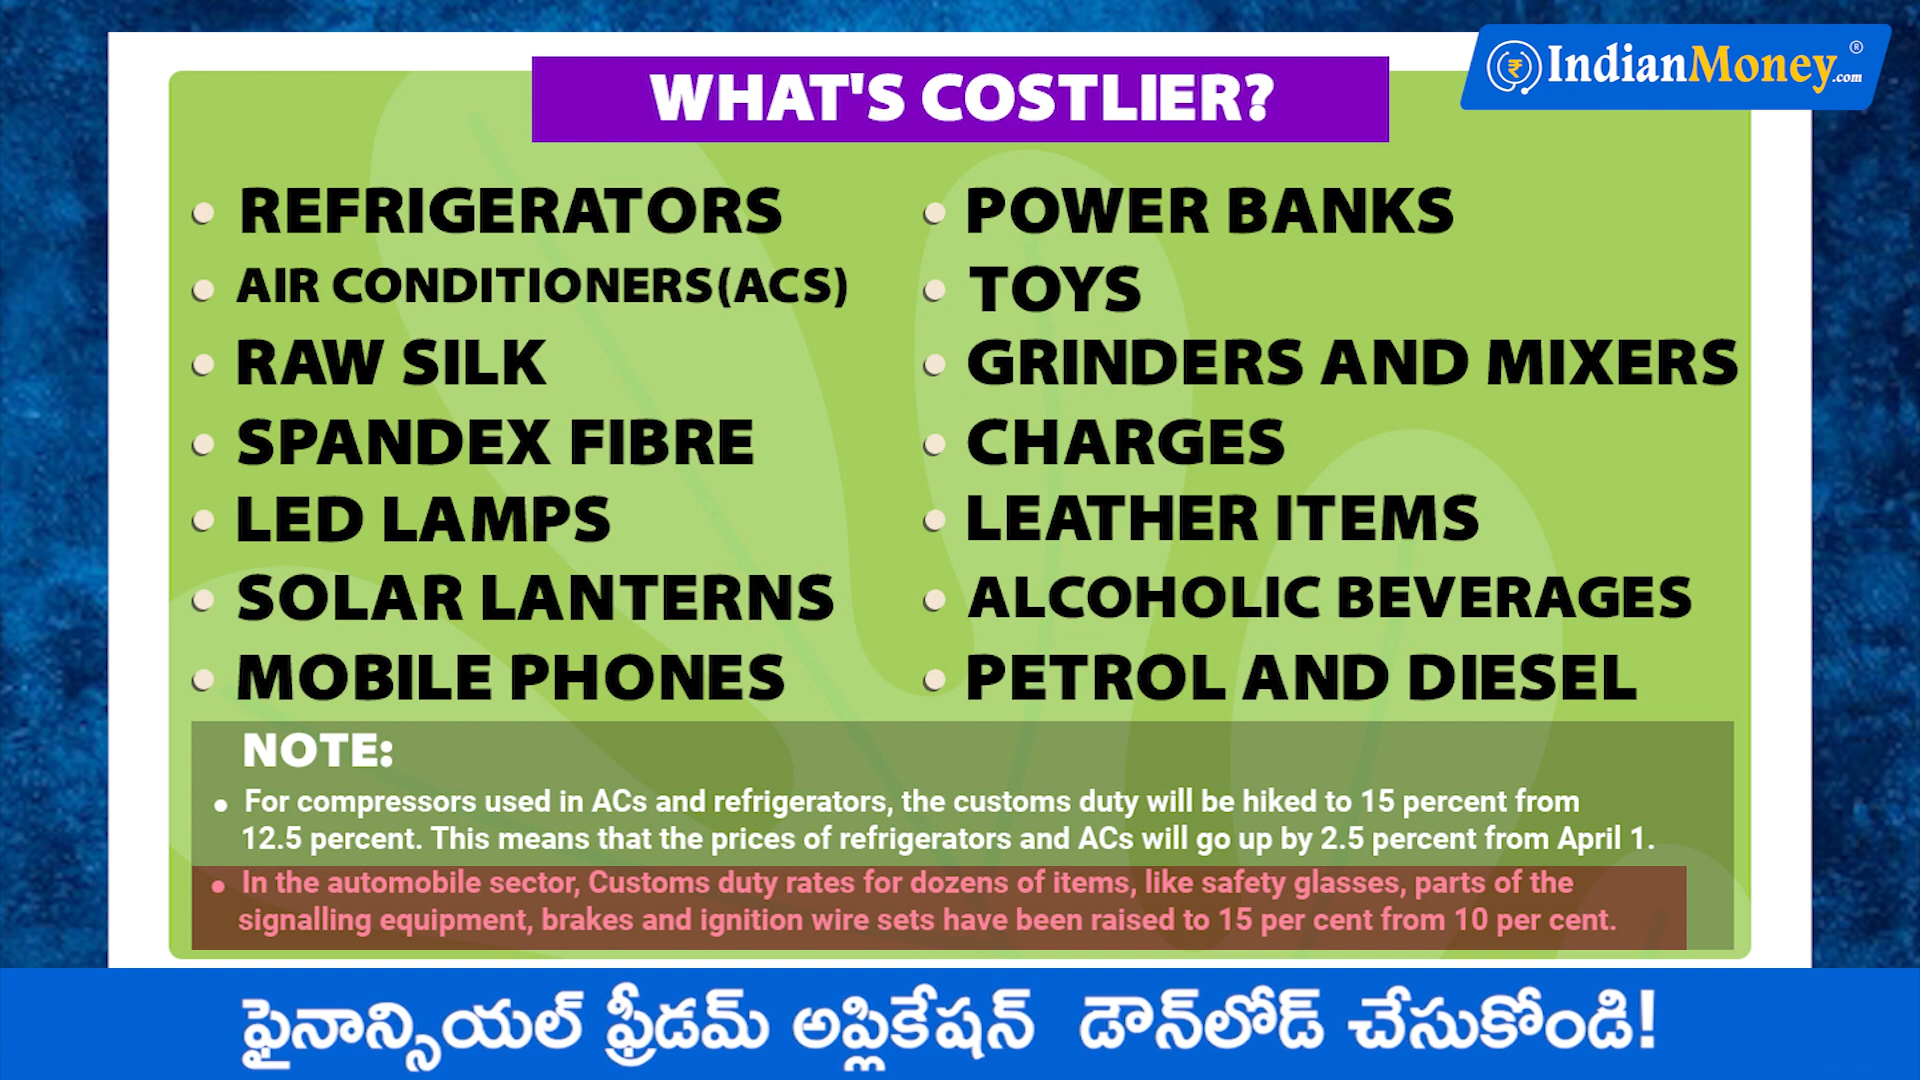 WHAT'S COSTLIER?
IndianMoney.com®
REFRIGERATORS
AIR CONDITIONERS(ACS)
RAW SILK
SPANDEX FIBRE
LED LAMPS
SOLAR LANTERNS
MOBILE PHONES
POWER BANKS
TOYS
GRINDERS AND MIXERS
CHARGES
LEATHER ITEMS
ALCOHOLIC BEVERAGES
PETROL AND DIESEL
NOTE:
For compressors used in ACs and refrigerators, the customs duty will be hiked to 15 percent from
12.5 percent. This means that the prices of refrigerators and ACs will go up by 2.5 percent from April 1.
In the automobile sector, Customs duty rates for dozens of items, like safety glasses, parts of the
signalling equipment, brakes and ignition wire sets have been raised to 15 per cent from 10 per cent.
ఫైనాన్సియల్ ఫ్రీడమ్ అప్లికేషన్ డౌన్‌లోడ్ చేసుకోండి!